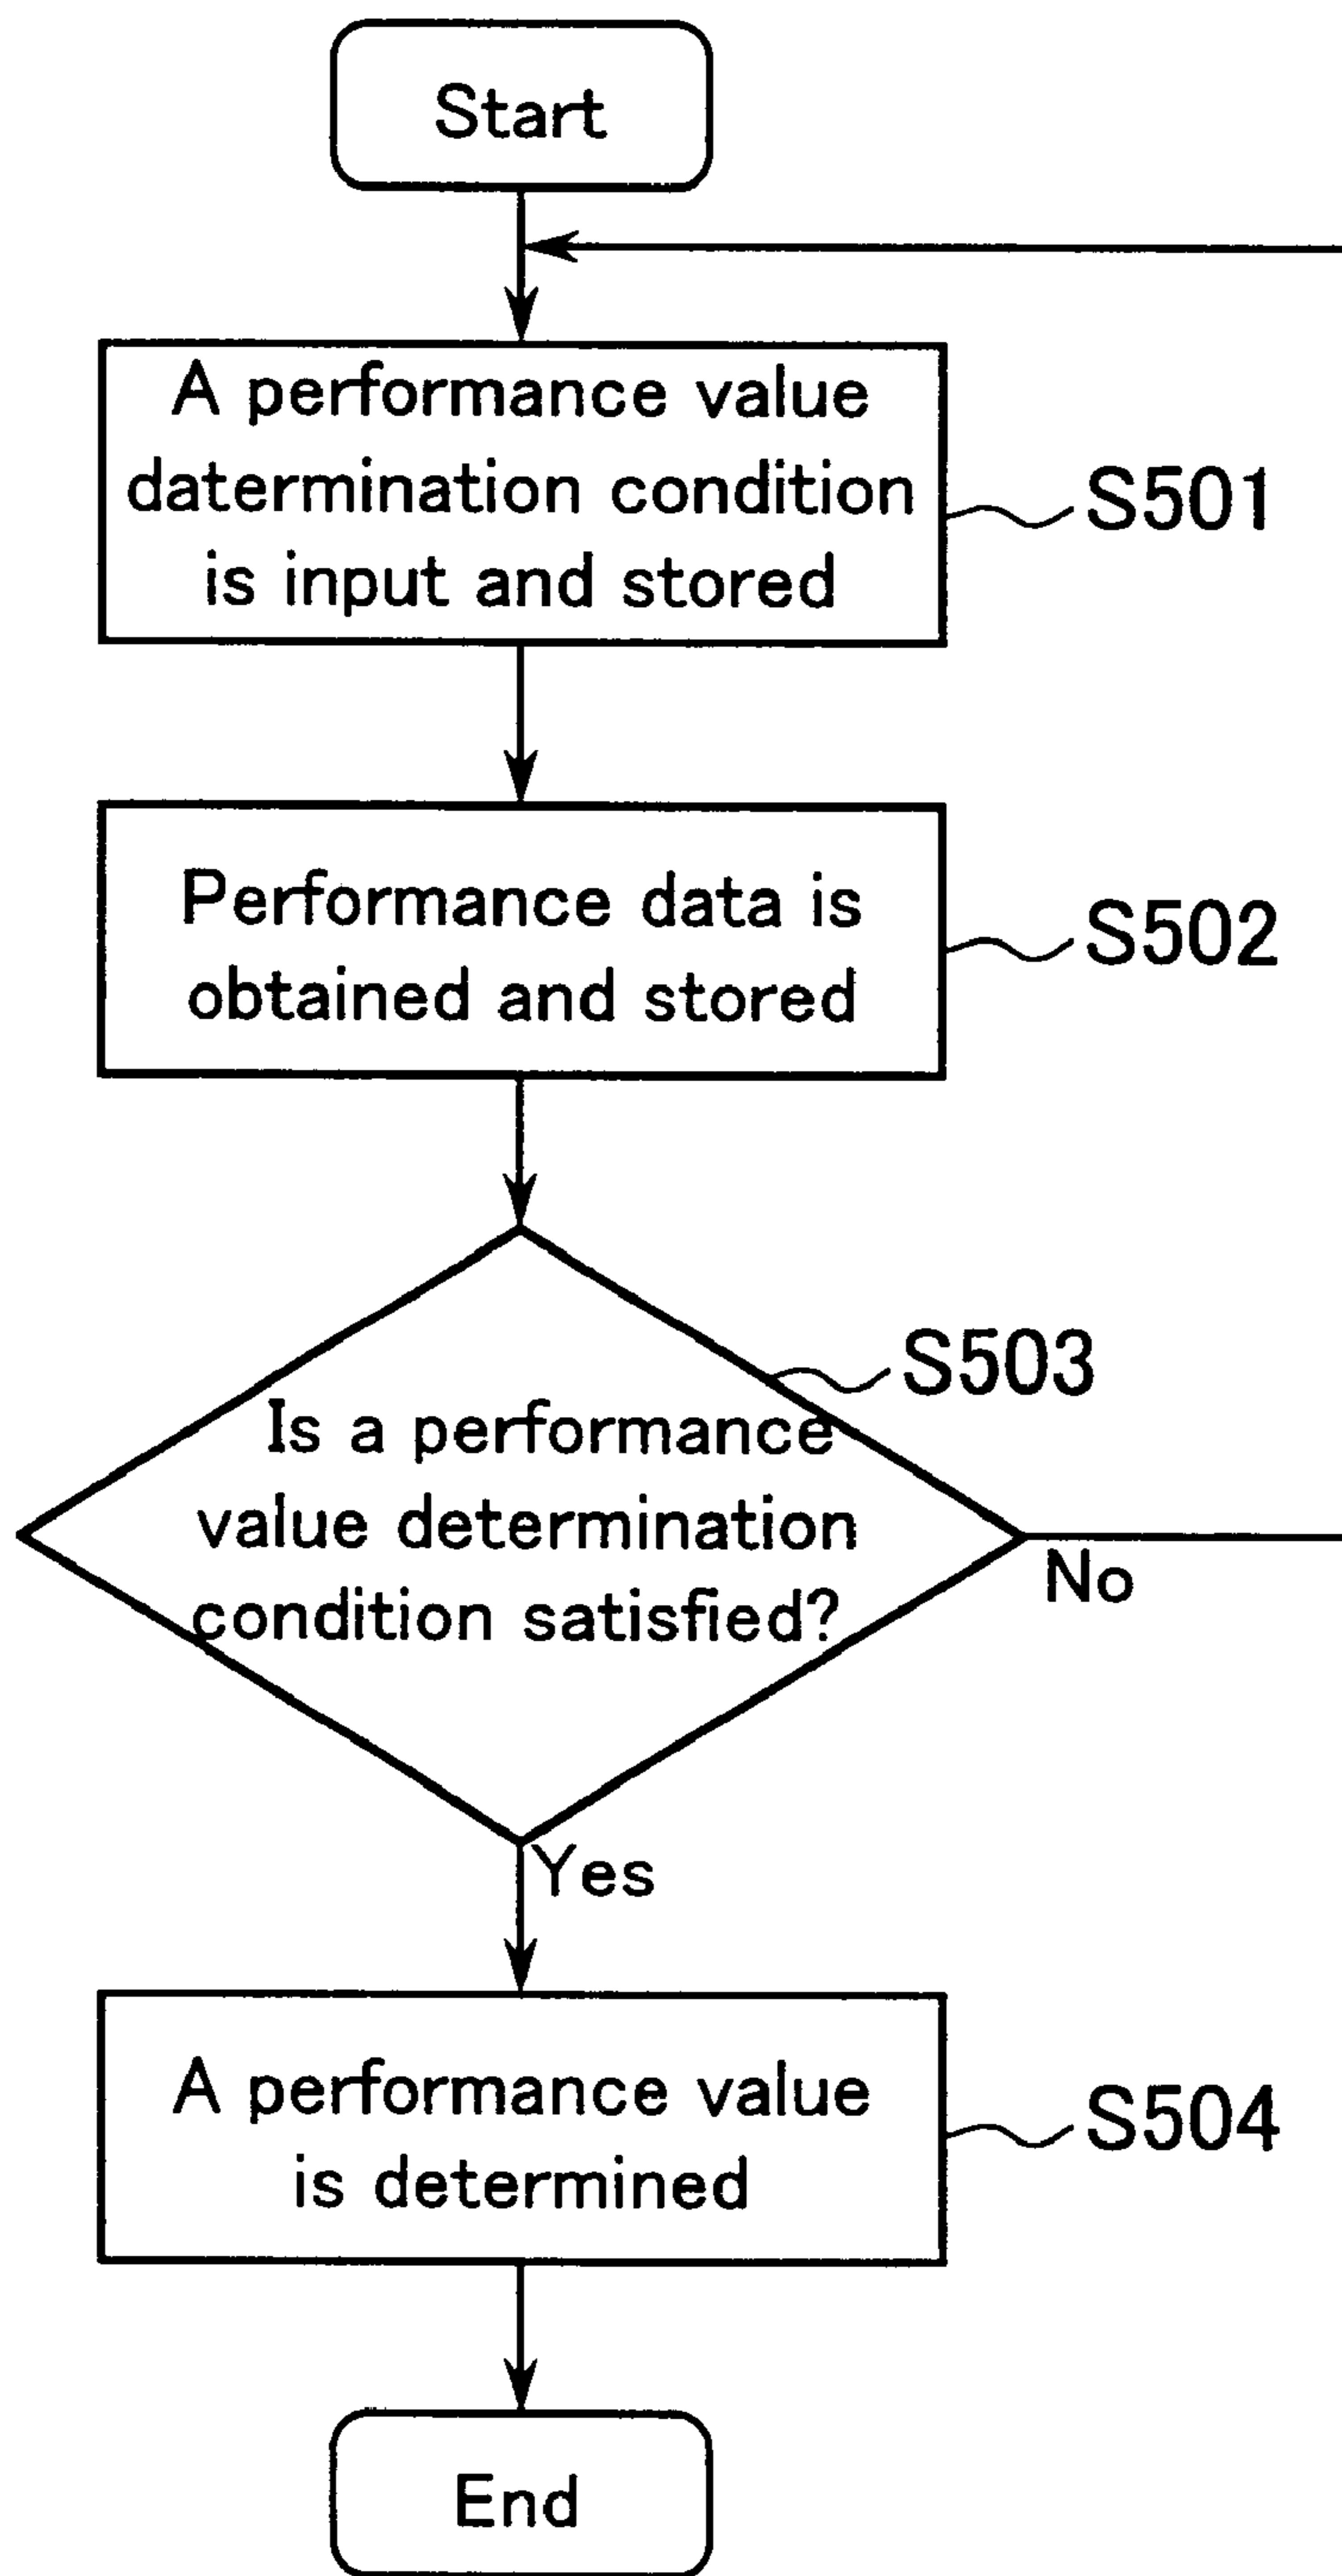 Start
A performance value
datermination condition
is input and stored
S501
Performance data is
obtained and stored
S502
S503
Is a performance
value determination
condition satisfied?
No
Yes
A performance value
is determined
S504
End